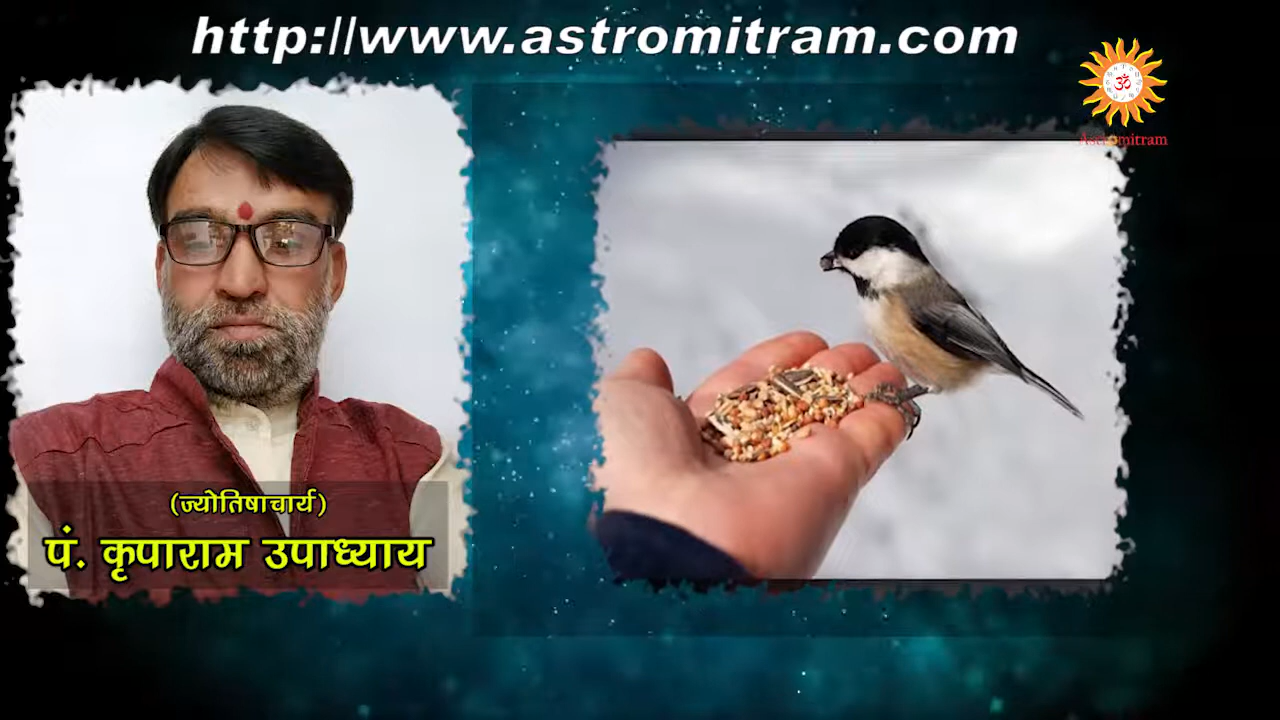 http://www.astromitram.com
ॐ
Astromitram
(ज्योतिषाचार्य)
पं. कृपाराम उपाध्याय